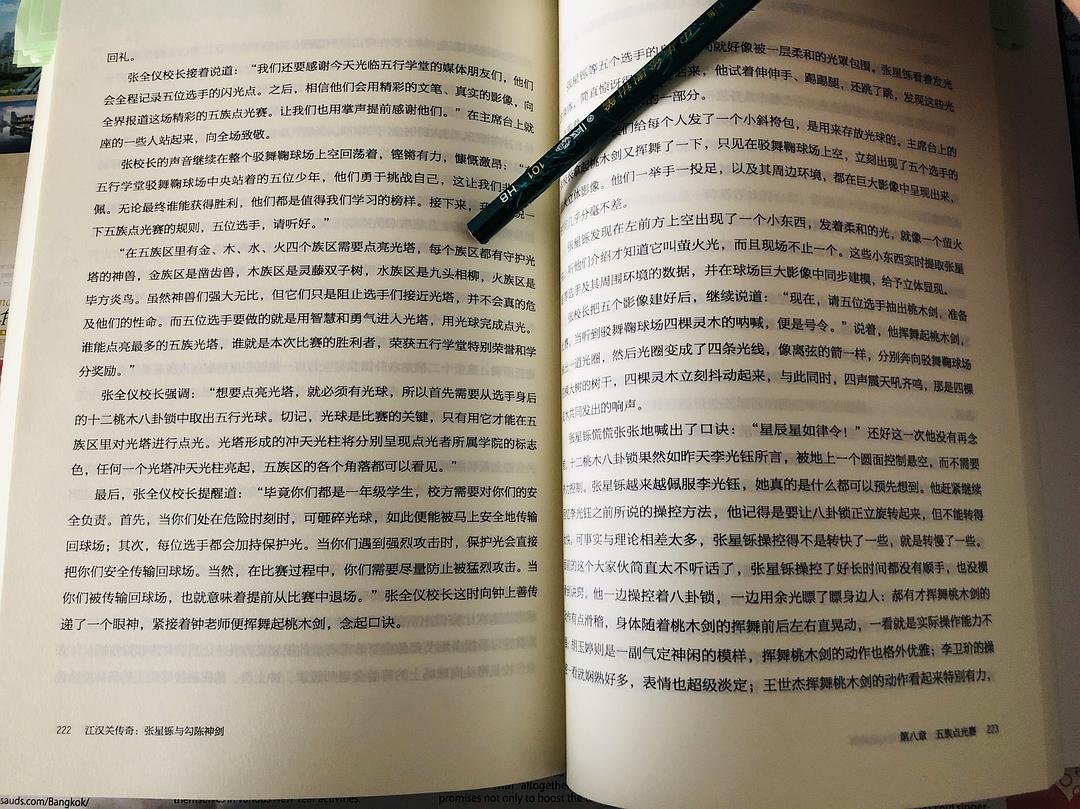 回礼。
张全仪校长接着说道：“我们还要感谢今天光临五行学堂的媒体朋友们，他们
会全程记录五位选手的闪光点。之后，相信他们会用精彩的文笔、真实的影像，向
全界报道这场精彩的五族点光赛。让我们也用掌声提前感谢他们。”在主席台上就
座的一些人站起来，向全场致敬。
张校长的声音继续在整个驳舞鞠球场上空回荡着，铿锵有力，慷慨激昂：“
五行学堂驳舞鞠球场中央站着的五位少年，他们勇于挑战自己，这让我们
佩。无论最终谁能获得胜利，他们都是值得我们学习的榜样。接下来，我 说一
下五族点光赛的规则，五位选手，请听好。”
“在五族区里有金、木、水、火四个族区需要点亮光塔，每个族区都有守护光
塔的神兽，金族区是凿齿兽，木族区是灵藤双子树，水族区是九头相柳，火族区是
毕方炎鸟。虽然神兽们强大无比，但它们只是阻止选手们接近光塔，并不会真的危
及他们的性命。而五位选手要做的就是用智慧和勇气进入光塔，用光球完成点光。
谁能点亮最多的五族光塔，谁就是本次比赛的胜利者，荣获五行学堂特别荣誉和学
分奖励。”
张全仪校长强调：“想要点亮光塔，就必须有光球，所以首先需要从选手身后
的十二桃木八卦锁中取出五行光球。切记，光球是比赛的关键，只有用它才能在五
族区里对光塔进行点光。光塔形成的冲天光柱将分别呈现点光者所属学院的标志
色，任何一个光塔冲天光柱亮起，五族区的各个角落都可以看见。”
最后，张全仪校长提醒道：“毕竟你们都是一年级学生，校方需要对你们的安
全负责。首先，当你们处在危险时刻时，可砸碎光球，如此便能被马上安全地传输
回球场；其次，每位选手都会加持保护光。当你们遇到强烈攻击时，保护光会直接
把你们安全传输回球场。当然，在比赛过程中，你们需要尽量防止被猛烈攻击。当
你们被传输回球场，也就意味着提前从比赛中退场。”张全仪校长这时向钟上善传
递了一个眼神，紧接着钟老师便挥舞起桃木剑，念起口诀。
222 江汉关传奇：张星铄与勾陈神剑
张星铄等五个选手的 就好像被一层柔和的光罩包围，张星铄看着发光
体，简直惊讶 来，他试着伸伸手、踢踢腿，还跳了跳，发现这些光
的一部分。
们给每个人发了一个小斜挎包，是用来存放光球的。主席台上的
起桃木剑又挥舞了一下，只见在驳舞鞠球场上空，立刻出现了五个选手的
立体影像。他们一举手一投足，以及其周边环境，都在巨大影像中呈现出来，
几乎分毫不差。
张星铄发现在左前方上空出现了一个小东西，发着柔和的光，就像一个萤火
听他们介绍才知道它叫萤火光，而且现场不止一个。这些小东西实时提取张星
选手及其周围环境的数据，并在球场巨大影像中同步建模，给予立体显现。
张校长把五个影像建好后，继续说道：“现在，请五位选手抽出桃木剑，准备
，当听到驳舞鞠球场四棵灵木的呐喊，便是号令。”说着，他挥舞起桃木剑，
一道光圈，然后光圈变成了四条光线，像离弦的箭一样，分别奔向驳舞鞠球场
大树的树干，四棵灵木立刻抖动起来，与此同时，四声震天吼齐鸣，那是四棵
木共同发出的响声。
张星铄慌慌张张地喊出了口诀：“星辰星如律令！”还好这一次他没有再念
，十二桃木八卦锁果然如昨天李光钰所言，被地上一个圆面控制悬空，而不需要
控制。张星铄越来越佩服李光钰，她真的是什么都可以预先想到。他赶紧继续
李光钰之前所说的操控方法，他记得是要让八卦锁正立旋转起来，但不能转得
快，可事实与理论相差太多，张星铄操控得不是转快了一些，就是转慢了一些。
前的这个大家伙简直太不听话了，张星铄操控了好长时间都没有顺手，也没摸
诀窍。他一边操控着八卦锁，一边用余光瞟了瞟身边人：郝有才挥舞桃木剑的
作有点滑稽，身体随着桃木剑的挥舞前后左右直晃动，一看就是实际操作能力不
；胡玉婷则是一副气定神闲的模样，挥舞桃木剑的动作也格外优雅；李卫玠的操
一看就娴熟好多，表情也超级淡定；王世杰挥舞桃木剑的动作看起来特别有力，
第八章 五族点光赛 223
101 HB
sauds.com/Bangkok/
promises not only to boost the